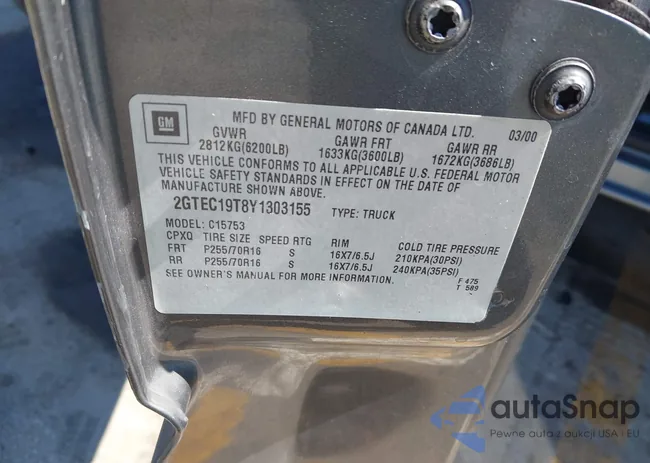 GM
MFD BY GENERAL MOTORS OF CANADA LTD. 03/00
GVWR GAWR FRT GAWR RR
2812KG(6200LB) 1633KG(3600LB) 1672KG(3686LB)
THIS VEHICLE CONFORMS TO ALL APPLICABLE U.S. FEDERAL MOTOR
VEHICLE SAFETY STANDARDS IN EFFECT ON THE DATE OF
MANUFACTURE SHOWN ABOVE.
2GTEC19T8Y1303155 TYPE: TRUCK
MODEL: C15753
CPXQ TIRE SIZE SPEED RTG RIM COLD TIRE PRESSURE
FRT P255/70R16 S 16X7/6.5J 210KPA(30PSI)
RR P255/70R16 S 16X7/6.5J 240KPA(35PSI)
SEE OWNER'S MANUAL FOR MORE INFORMATION.
F 475
T 589
autaSnap
Pewne auta z aukcji USA i EU